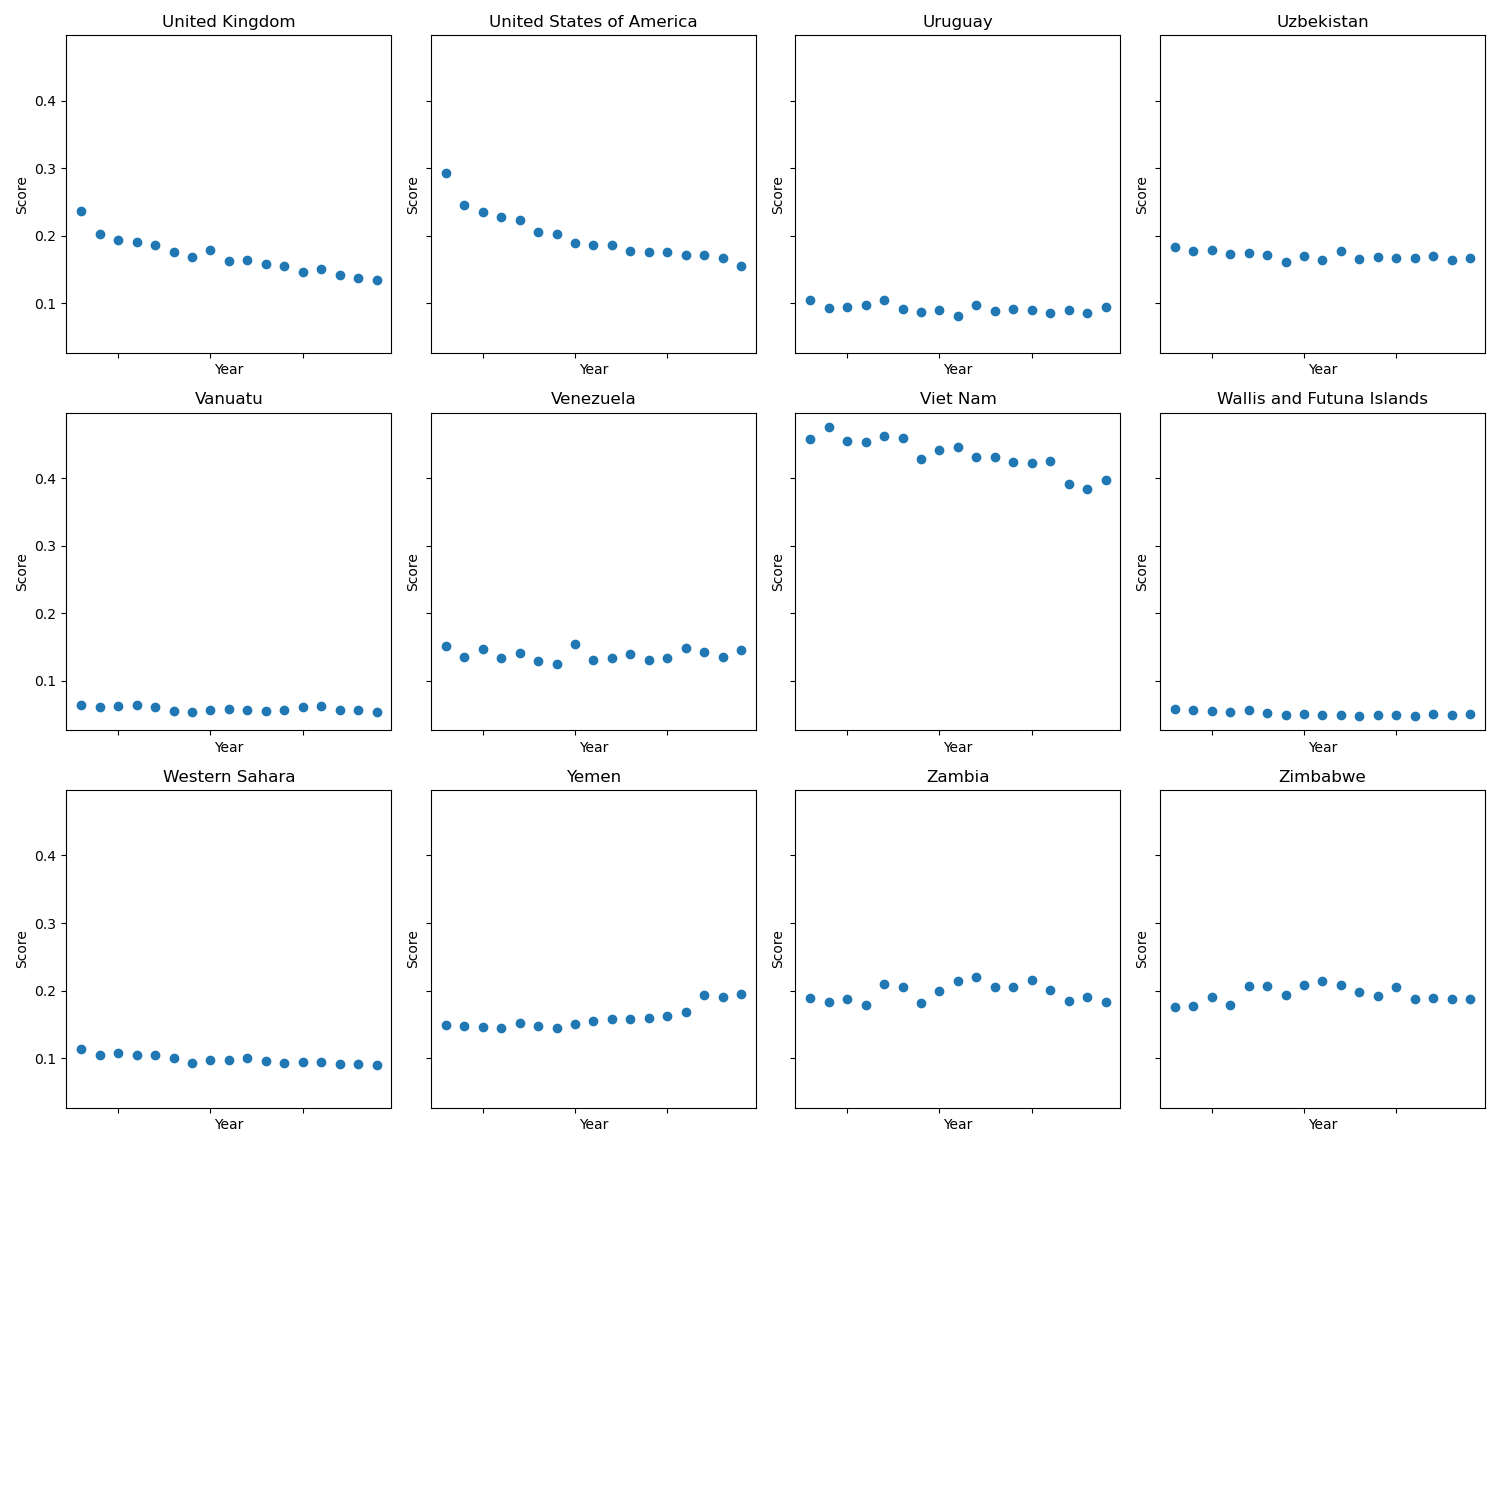 United Kingdom
United States of America
Uruguay
Uzbekistan
Score
0.4
0.3
0.2
0.1
Score
Score
Score
Year
Year
Year
Year
Vanuatu
Venezuela
Viet Nam
Wallis and Futuna Islands
Score
0.4
0.3
0.2
0.1
Score
Score
Score
Year
Year
Year
Year
Western Sahara
Yemen
Zambia
Zimbabwe
Score
0.4
0.3
0.2
0.1
Score
Score
Score
Year
Year
Year
Year